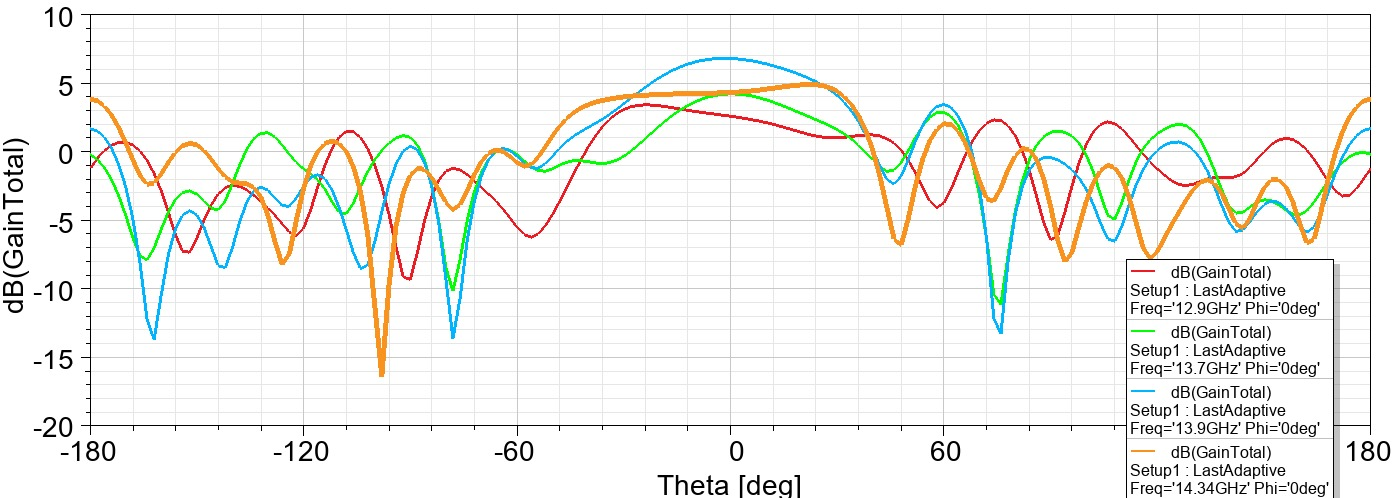 10
5
0
-5
-10
-15
-20
dB(GainTotal)
-180
-120
-60
0
60
180
Theta [deg]
dB(GainTotal)
Setup1 : LastAdaptive
Freq='12.9GHz' Phi='0deg'
dB(GainTotal)
Setup1 : LastAdaptive
Freq='13.7GHz' Phi='0deg'
dB(GainTotal)
Setup1 : LastAdaptive
Freq='13.9GHz' Phi='0deg'
dB(GainTotal)
Setup1 : LastAdaptive
Freq='14.34GHz' Phi='0deg'